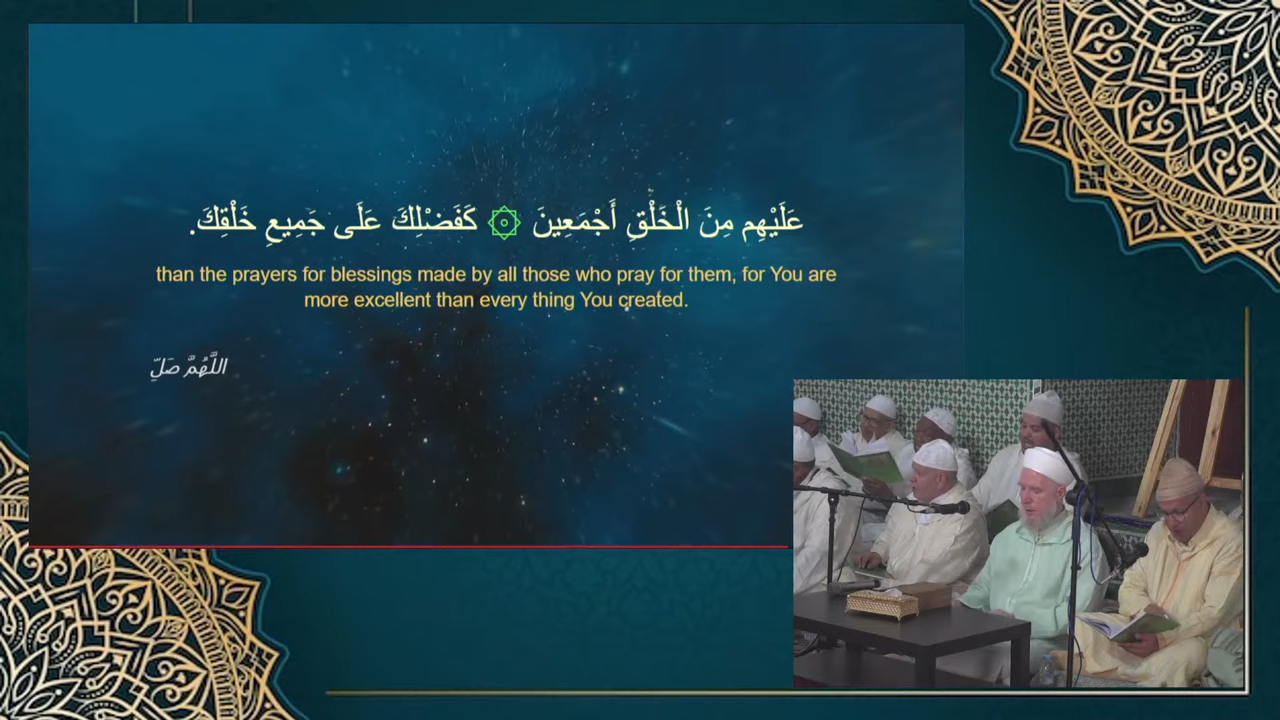 عَلَيْهِم مِنَ الْخَلْقِ أَجْمَعِينَ ۞ كَفَضْلِكَ عَلَى جَمِيعِ خَلْقِكَ.
than the prayers for blessings made by all those who pray for them, for You are
more excellent than every thing You created.
اللَّهُمَّ صَلِّ